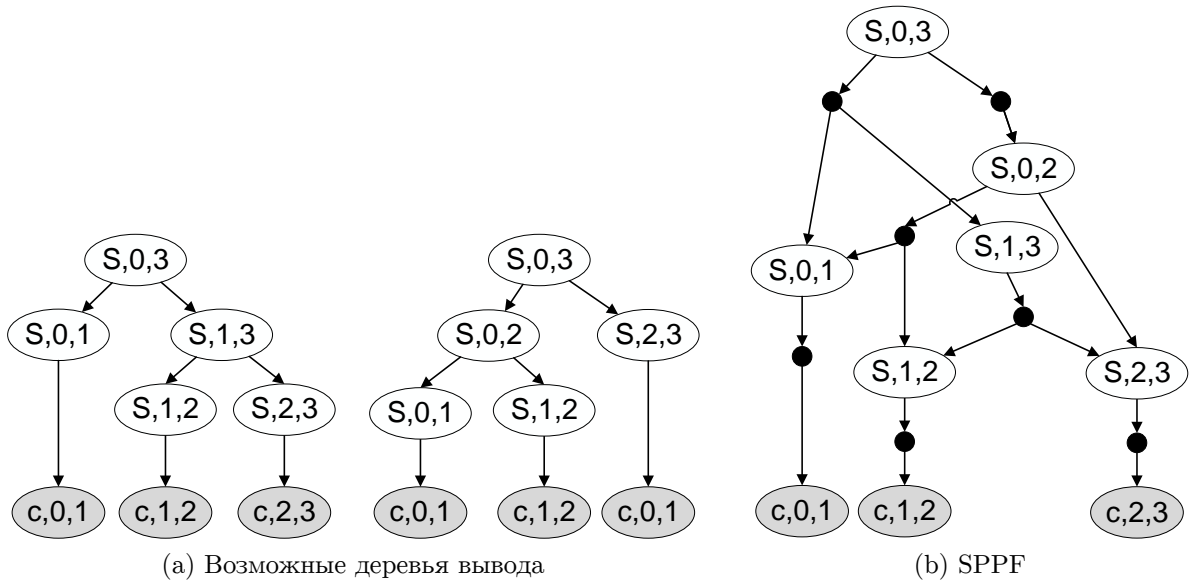 S,0,3
S,0,2
S,0,1
S,1,3
S,1,2
S,2,3
c,0,1
c,1,2
c,2,3
S,0,3
S,0,3
S,0,1
S,1,3
S,0,2
S,2,3
S,1,2
S,2,3
S,0,1
S,1,2
c,0,1
c,1,2
c,2,3
c,0,1
c,1,2
c,0,1
(a) Возможные деревья вывода
(b) SPPF